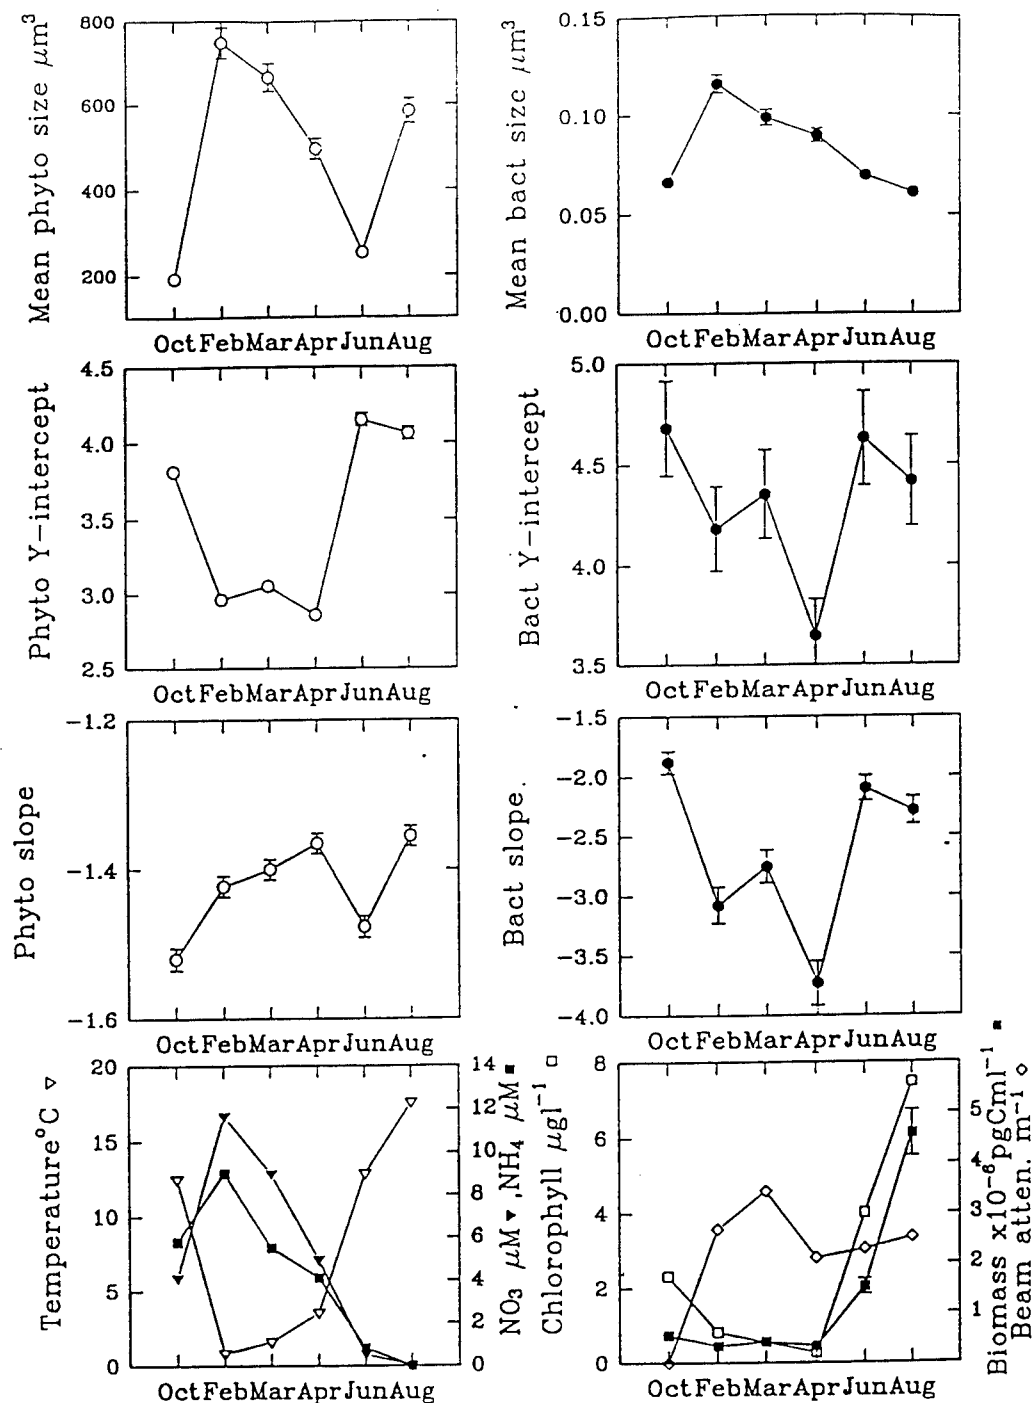 Mean phyto size μm³
800
600
400
200
Oct Feb Mar Apr Jun Aug
Mean bact size μm³
0.15
0.10
0.05
0.00
Oct Feb Mar Apr Jun Aug
Phyto Y-intercept
4.5
4.0
3.5
3.0
2.5
Oct Feb Mar Apr Jun Aug
Bact Y-intercept
5.0
4.5
4.0
3.5
Oct Feb Mar Apr Jun Aug
Phyto slope
-1.2
-1.4
-1.6
Oct Feb Mar Apr Jun Aug
Bact slope.
-1.5
-2.0
-2.5
-3.0
-3.5
-4.0
Oct Feb Mar Apr Jun Aug
Temperature°C ▽
20
15
10
5
0
Oct Feb Mar Apr Jun Aug
14
12
10
8
6
4
2
0
NO₃ μM ▼, NH₄ μM ■
Chlorophyll μgl⁻¹ □
8
6
4
2
0
Oct Feb Mar Apr Jun Aug
5
4
3
2
1
Biomass x10⁻⁶ pgCml⁻¹ ■
Beam atten. m⁻¹ ◇